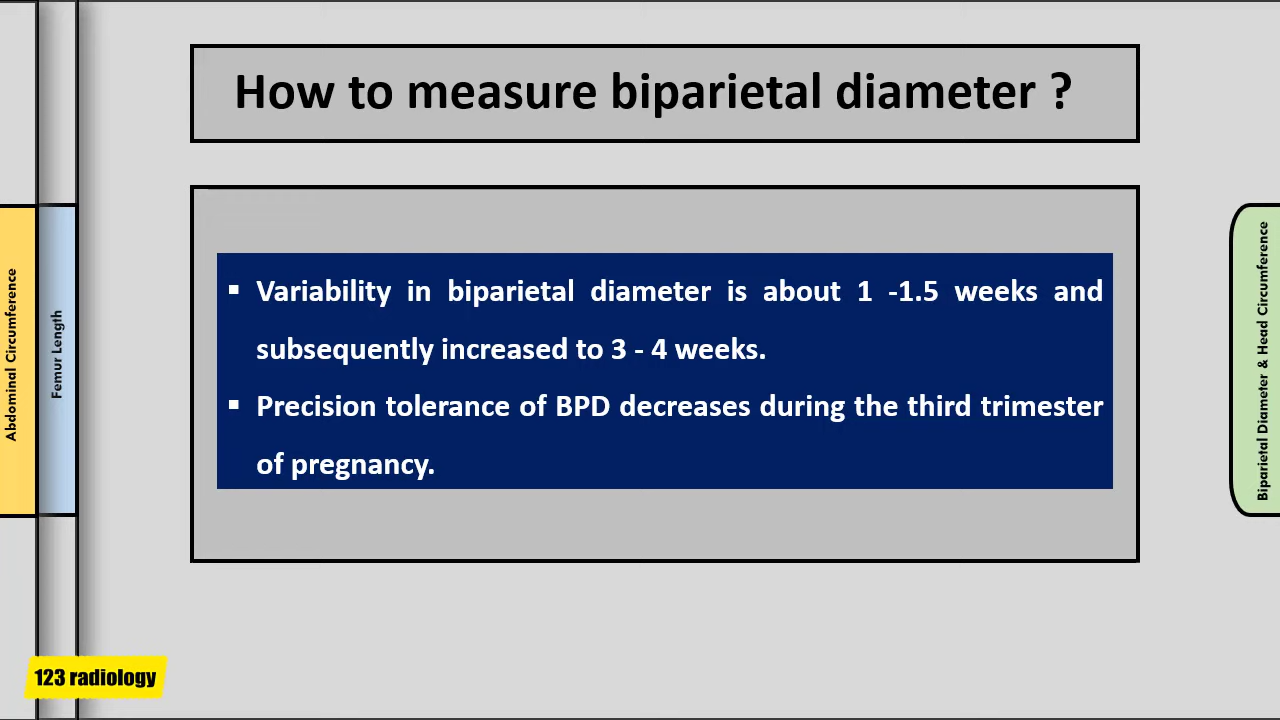 How to measure biparietal diameter ?
▪ Variability in biparietal diameter is about 1 -1.5 weeks and
subsequently increased to 3 - 4 weeks.
▪ Precision tolerance of BPD decreases during the third trimester
of pregnancy.
Abdominal Circumference
Femur Length
Biparietal Diameter & Head Circumference
123 radiology